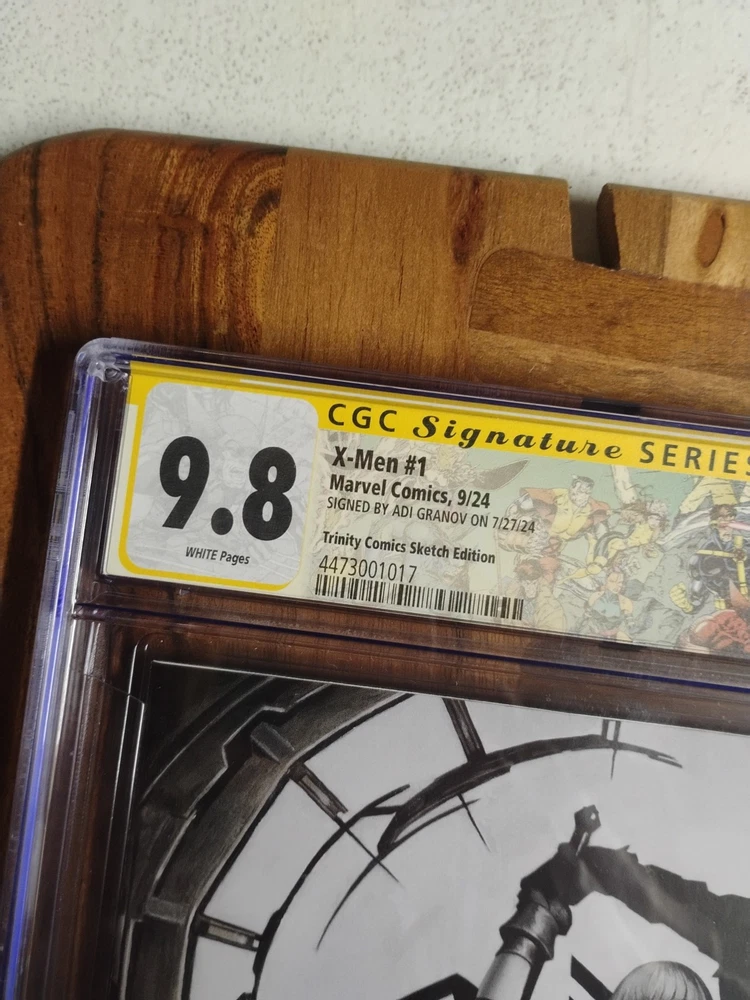 CGC Signature SERIES
9.8
WHITE Pages
X-Men #1
Marvel Comics, 9/24
SIGNED BY ADI GRANOV ON 7/27/24
Trinity Comics Sketch Edition
4473001017